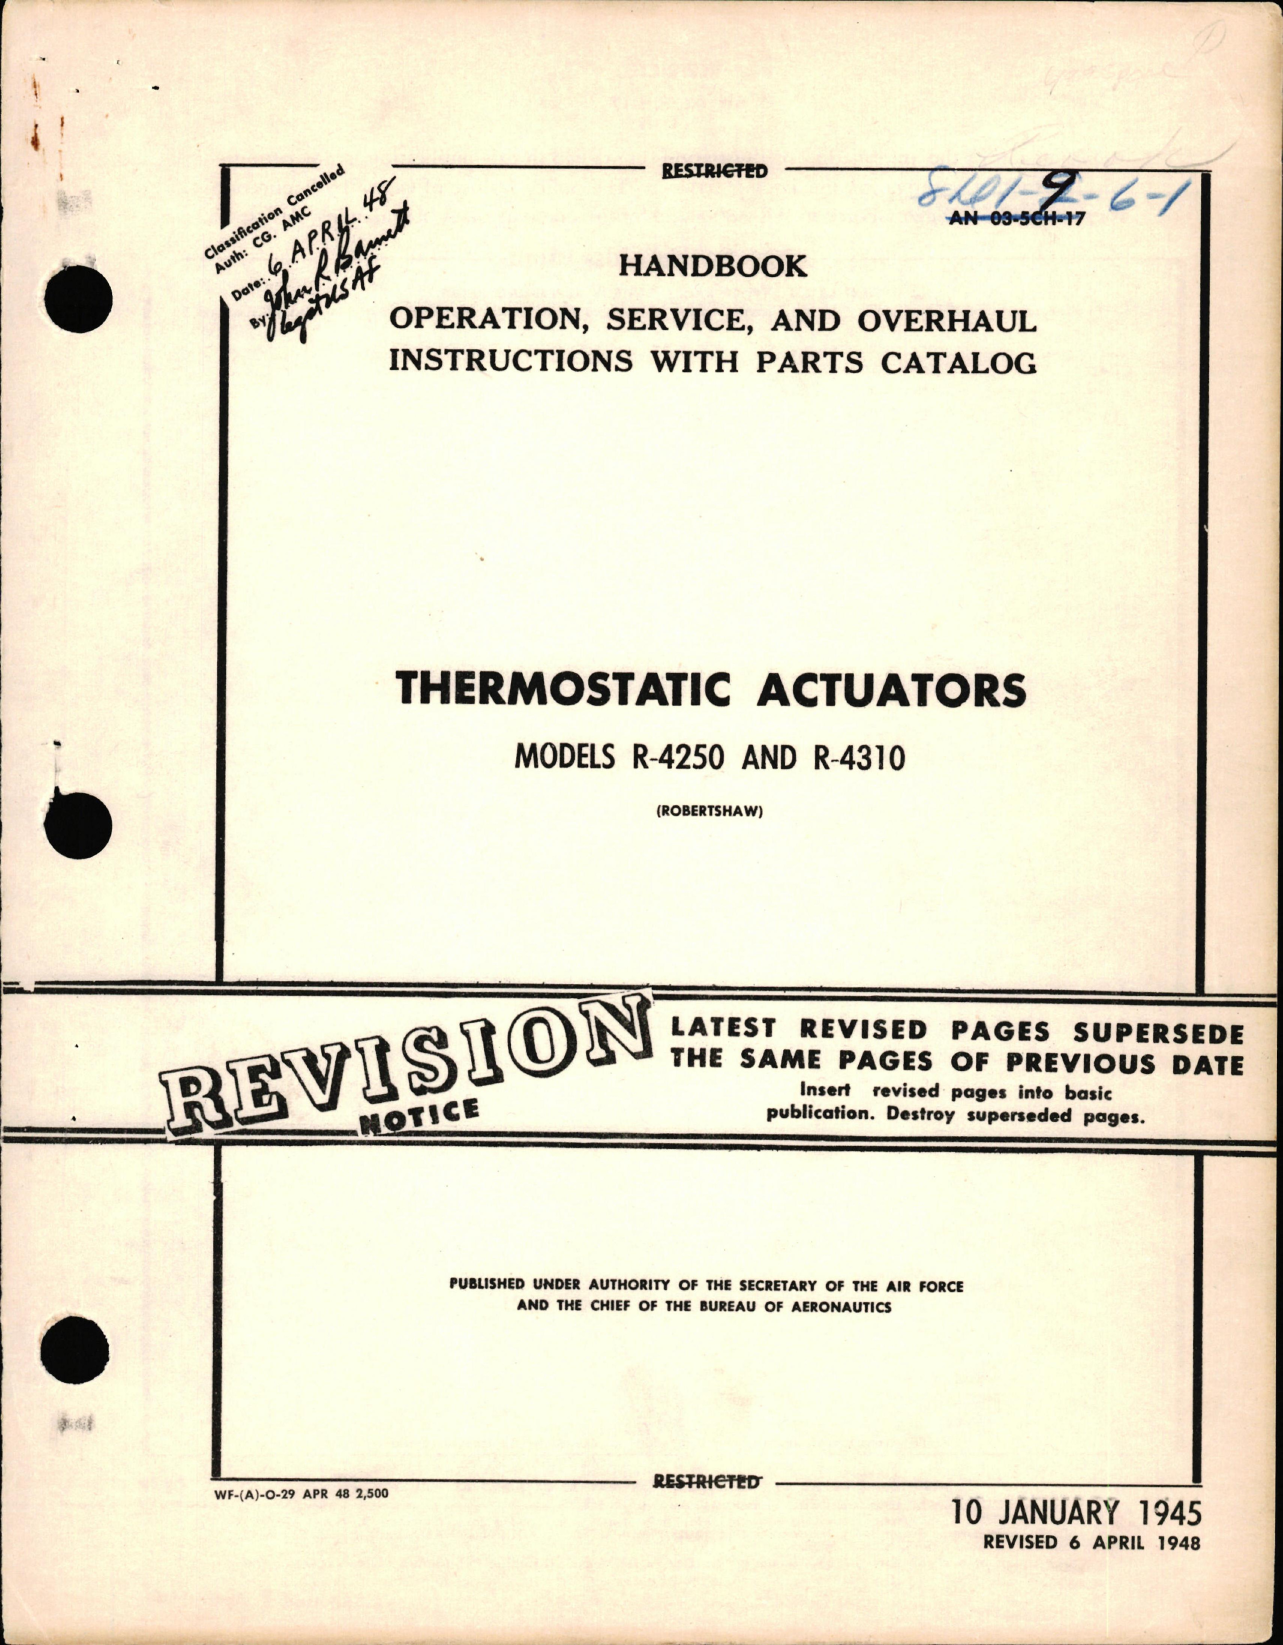 RESTRICTED
AN 03-5CH-17
Classification Cancelled
Auth: CG. AMC
Date: 6 APRIL 48
By: John R Barnett
USAF
HANDBOOK
OPERATION, SERVICE, AND OVERHAUL
INSTRUCTIONS WITH PARTS CATALOG
THERMOSTATIC ACTUATORS
MODELS R-4250 AND R-4310
(ROBERTSHAW)
REVISION
NOTICE
LATEST REVISED PAGES SUPERSEDE
THE SAME PAGES OF PREVIOUS DATE
Insert revised pages into basic
publication. Destroy superseded pages.
PUBLISHED UNDER AUTHORITY OF THE SECRETARY OF THE AIR FORCE
AND THE CHIEF OF THE BUREAU OF AERONAUTICS
RESTRICTED
WF-(A)-O-29 APR 48 2,500
10 JANUARY 1945
REVISED 6 APRIL 1948